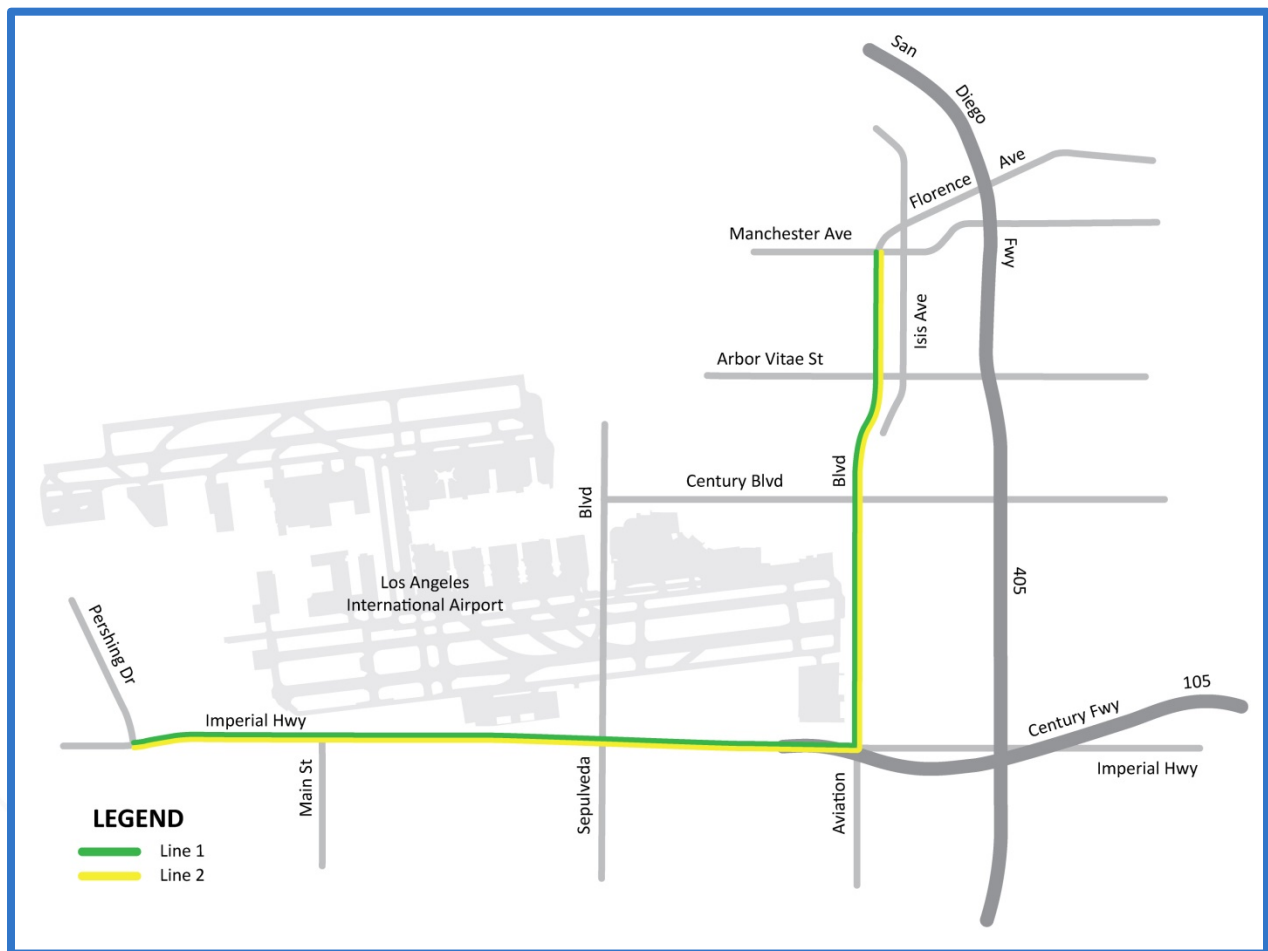 San
Diego
Fwy
Florence
Ave
Manchester Ave
Isis Ave
Arbor Vitae St
Century Blvd
Blvd
Blvd
405
Los Angeles
International Airport
Pershing Dr
Imperial Hwy
105
Century Fwy
Imperial Hwy
Main St
Sepulveda
Aviation
LEGEND
Line 1
Line 2